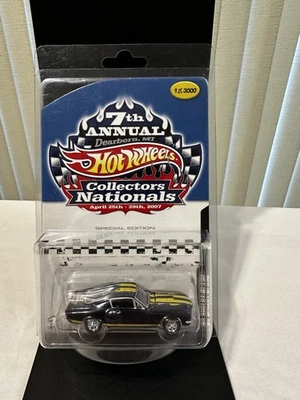 1 of 3000
7th
ANNUAL
Dearborn, MI
Hot Wheels
Collectors
Nationals
April 25th - 29th, 2007
SPECIAL EDITION